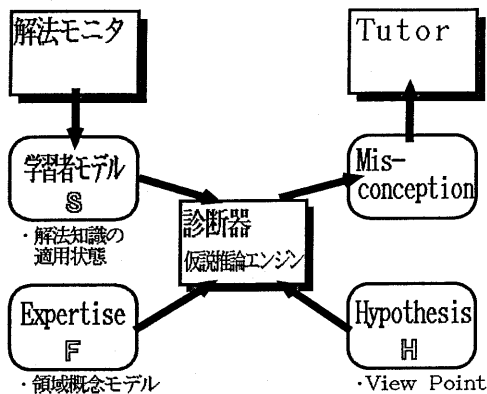 解法モニタ
Tutor
学習者モデル
S
・解法知識の
適用状態
Mis-
conception
診断器
仮説推論エンジン
Expertise
F
・領域概念モデル
Hypothesis
H
・View Point